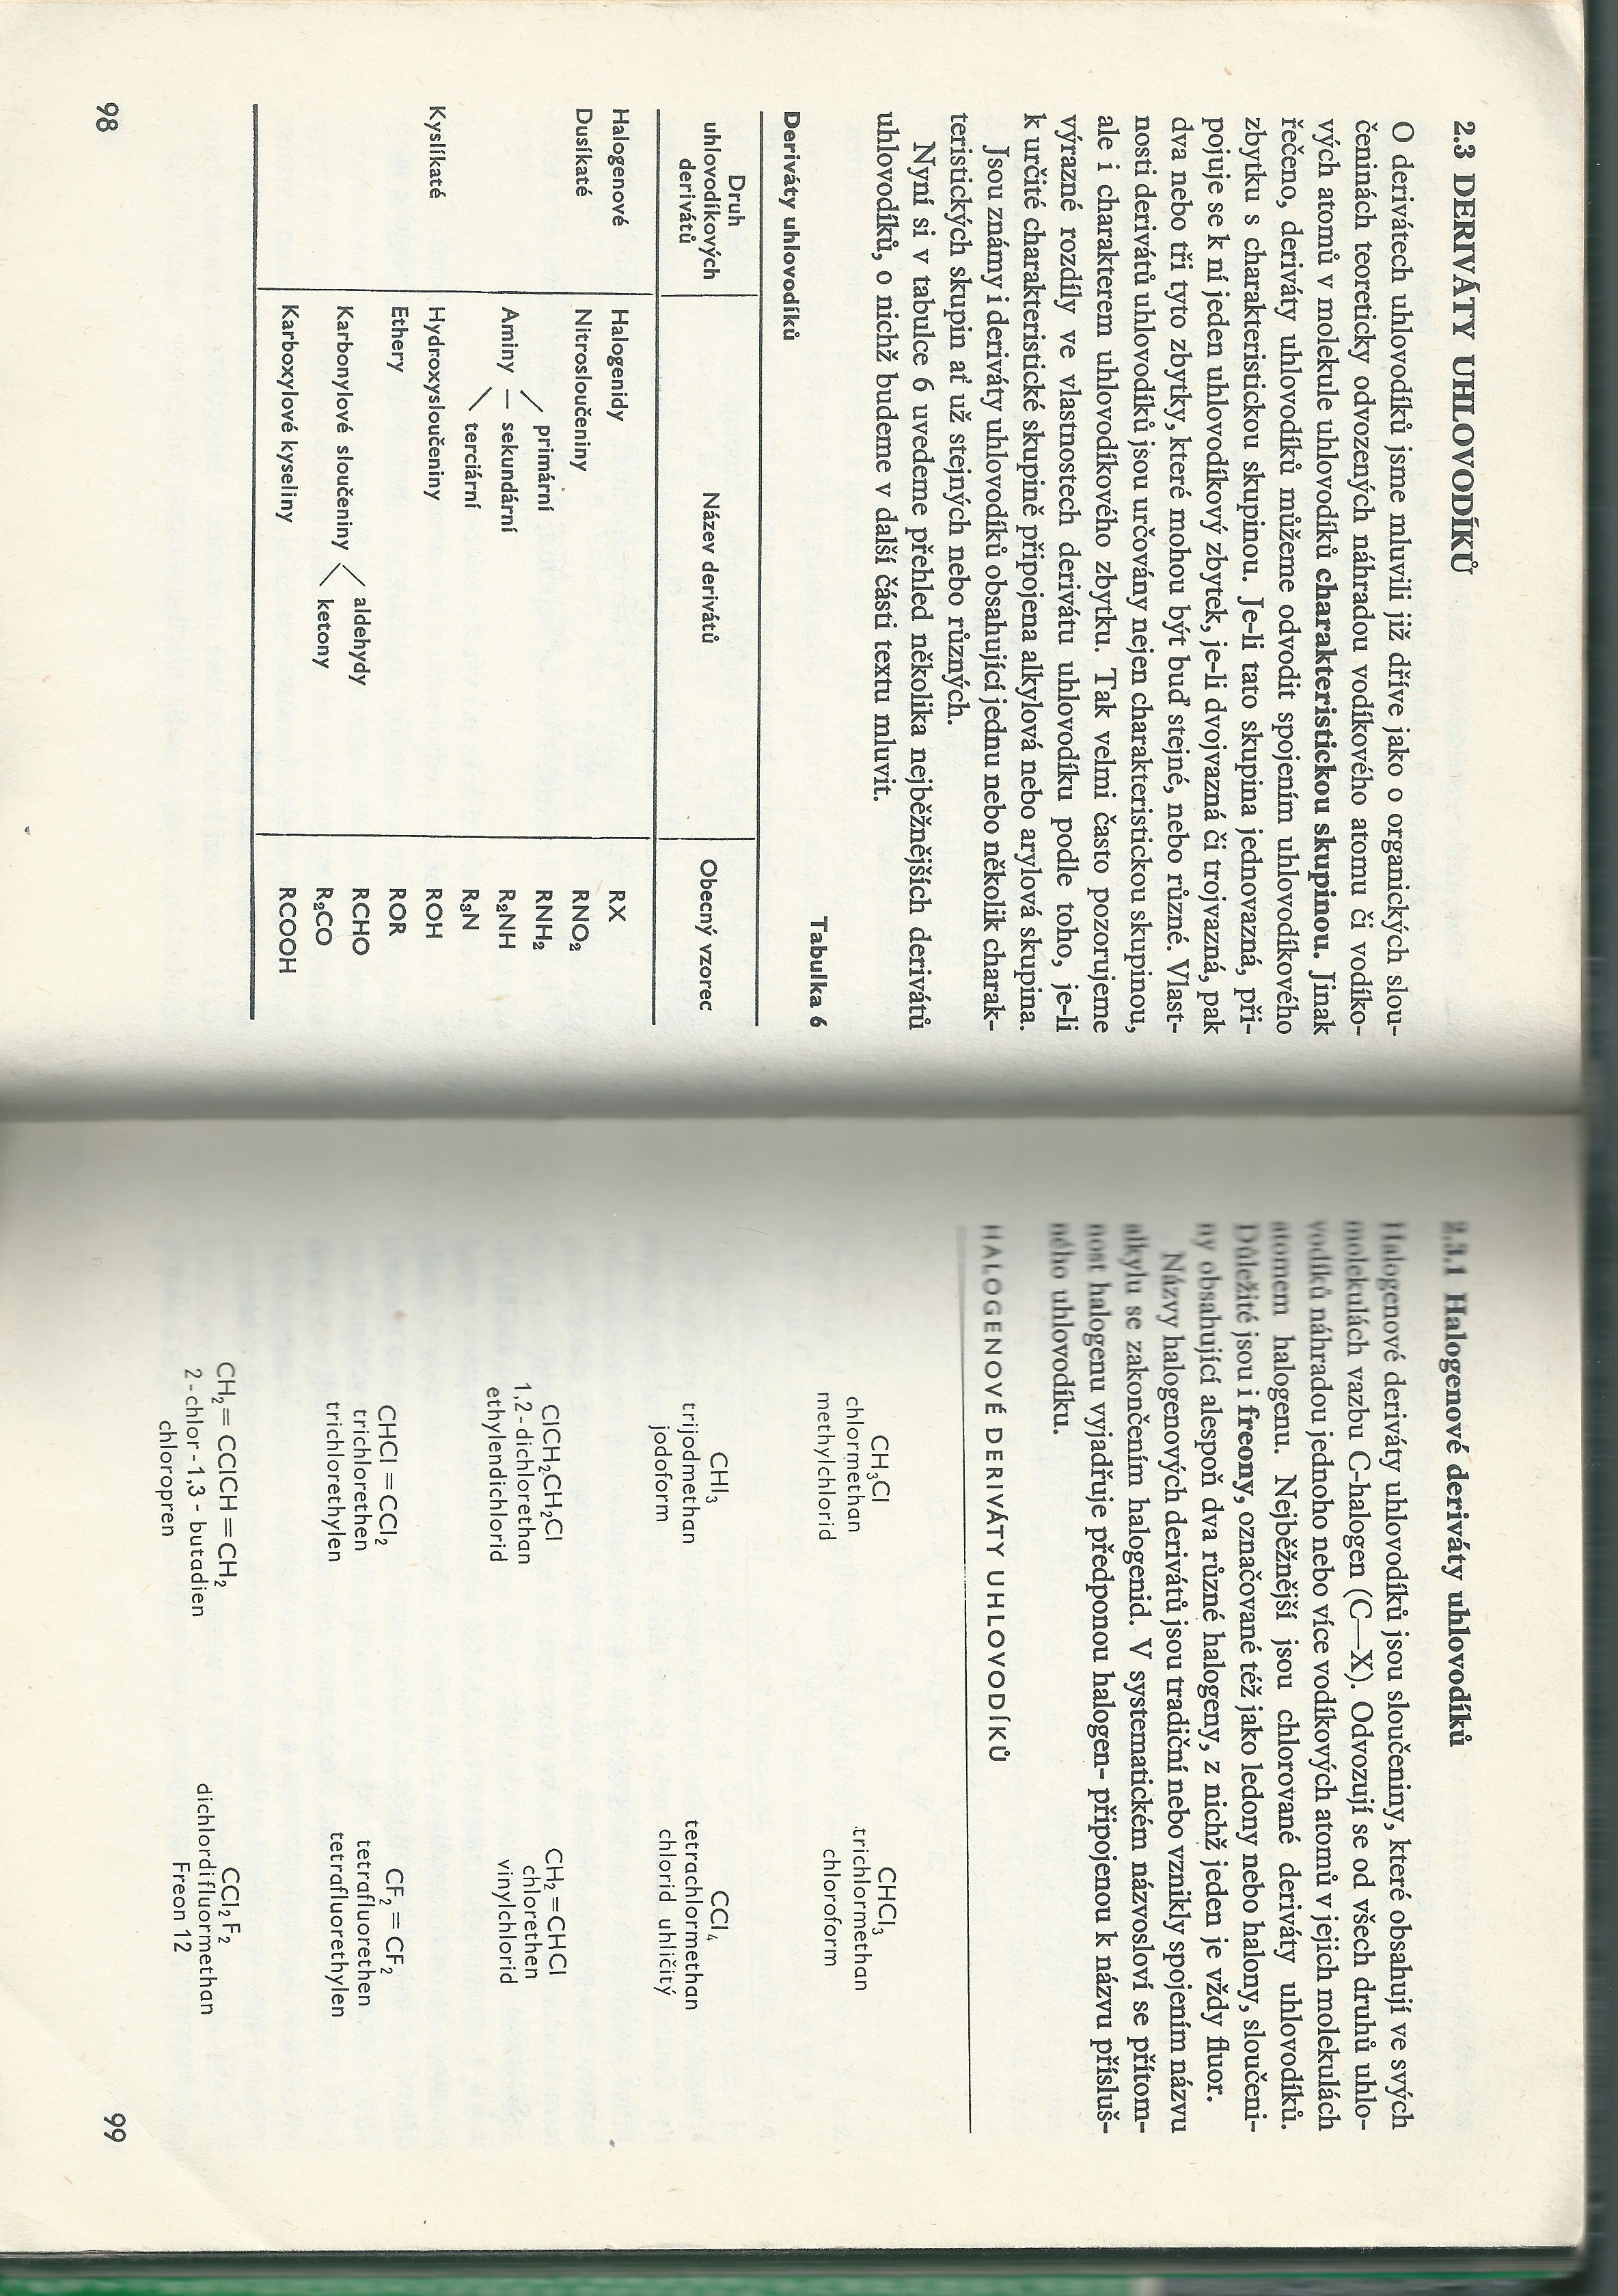 2.3 DERIVÁTY UHLOVODÍKŮ
O derivátech uhlovodíků jsme mluvili již dříve jako o organických slou-
čeninách teoreticky odvozených náhradou vodíkového atomu či vodíko-
vých atomů v molekule uhlovodíků charakteristickou skupinou. Jinak
řečeno, deriváty uhlovodíků můžeme odvodit spojením uhlovodíkového
zbytku s charakteristickou skupinou. Je-li tato skupina jednovazná, při-
pojuje se k ní jeden uhlovodíkový zbytek, je-li dvojvazná či trojvazná, pak
dva nebo tři tyto zbytky, které mohou být buď stejné, nebo různé. Vlast-
nosti derivátů uhlovodíků jsou určovány nejen charakteristickou skupinou,
ale i charakterem uhlovodíkového zbytku. Tak velmi často pozorujeme
výrazné rozdíly ve vlastnostech derivátu uhlovodíku podle toho, je-li
k určité charakteristické skupině připojena alkylová nebo arylová skupina.
Jsou známy i deriváty uhlovodíků obsahující jednu nebo několik charak-
teristických skupin ať už stejných nebo různých.
Nyní si v tabulce 6 uvedeme přehled několika nejběžnějších derivátů
uhlovodíků, o nichž budeme v další části textu mluvit.
Tabulka 6
Deriváty uhlovodíků
Druh
uhlovodíkových
derivátů
Název derivátů
Obecný vzorec
Halogenové Halogenidy RX
Dusíkaté Nitrosloučeniny RNO₂
primární RNH₂
Aminy — sekundární R₂NH
terciární R₃N
Kyslíkaté Hydroxysloučeniny ROH
Ethery ROR
aldehydy RCHO
Karbonylové sloučeniny
ketony R₂CO
Karboxylové kyseliny RCOOH
98
2.3.1 Halogenové deriváty uhlovodíků
Halogenové deriváty uhlovodíků jsou sloučeniny, které obsahují ve svých
molekulách vazbu C-halogen (C—X). Odvozují se od všech druhů uhlo-
vodíků náhradou jednoho nebo více vodíkových atomů v jejich molekulách
atomem halogenu. Nejběžnější jsou chlorované deriváty uhlovodíků.
Důležité jsou i freony, označované též jako ledony nebo halony, sloučeni-
ny obsahující alespoň dva různé halogeny, z nichž jeden je vždy fluor.
Názvy halogenových derivátů jsou tradiční nebo vznikly spojením názvu
alkylu se zakončením halogenid. V systematickém názvosloví se přítom-
nost halogenu vyjadřuje předponou halogen- připojenou k názvu přísluš-
ného uhlovodíku.
HALOGENOVÉ DERIVÁTY UHLOVODÍKŮ
CH₃Cl
chlormethan
methylchlorid
CHCl₃
trichlormethan
chloroform
CHI₃
trijodmethan
jodoform
CCl₄
tetrachlormethan
chlorid uhličitý
ClCH₂CH₂Cl
1,2-dichlorethan
ethylendichlorid
CH₂=CHCl
chlorethen
vinylchlorid
CHCl=CCl₂
trichlorethen
trichlorethylen
CF₂=CF₂
tetrafluorethen
tetrafluorethylen
CH₂=CClCH=CH₂
2-chlor-1,3-butadien
chloropren
CCl₂F₂
dichlordifluormethan
Freon 12
99